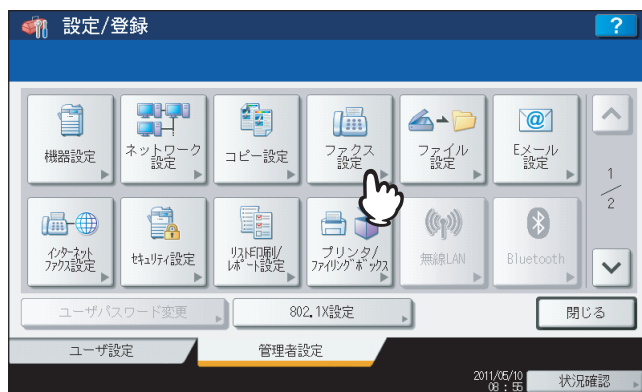 設定/登録
?
機器設定
ネットワーク
設定
コピー設定
ファクス
設定
ファイル
設定
Eメール
設定
1
2
インターネット
ファクス設定
セキュリティ設定
リスト印刷/
レポート設定
プリンタ/
ファイリングボックス
無線LAN
Bluetooth
ユーザパスワード変更
802.1X設定
閉じる
ユーザ設定
管理者設定
2011/05/10
08:55
状況確認